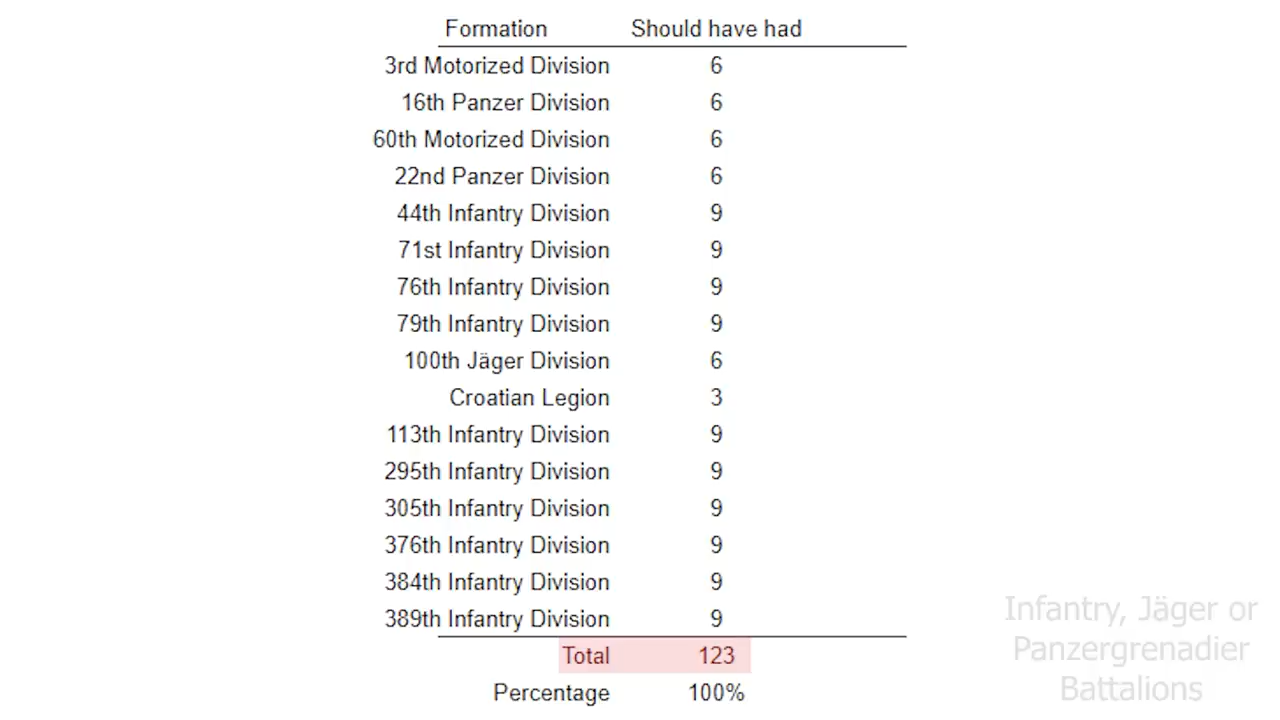 Formation Should have had
3rd Motorized Division 6
16th Panzer Division 6
60th Motorized Division 6
22nd Panzer Division 6
44th Infantry Division 9
71st Infantry Division 9
76th Infantry Division 9
79th Infantry Division 9
100th Jäger Division 6
Croatian Legion 3
113th Infantry Division 9
295th Infantry Division 9
305th Infantry Division 9
376th Infantry Division 9
384th Infantry Division 9
389th Infantry Division 9
Total 123
Percentage 100%
Infantry, Jäger or
Panzergrenadier
Battalions